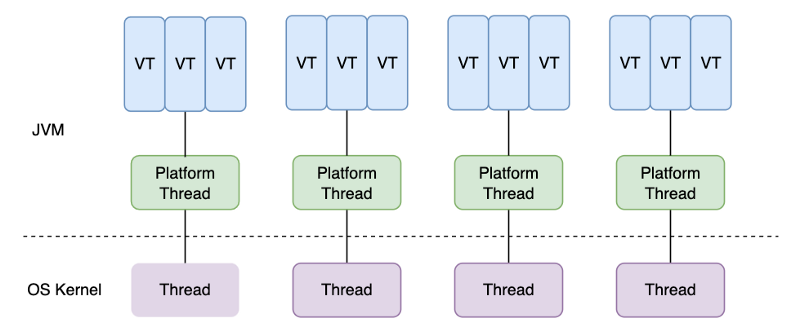 VT VT VT VT VT VT VT VT VT VT VT VT
JVM
Platform Thread Platform Thread Platform Thread Platform Thread
OS Kernel Thread Thread Thread Thread